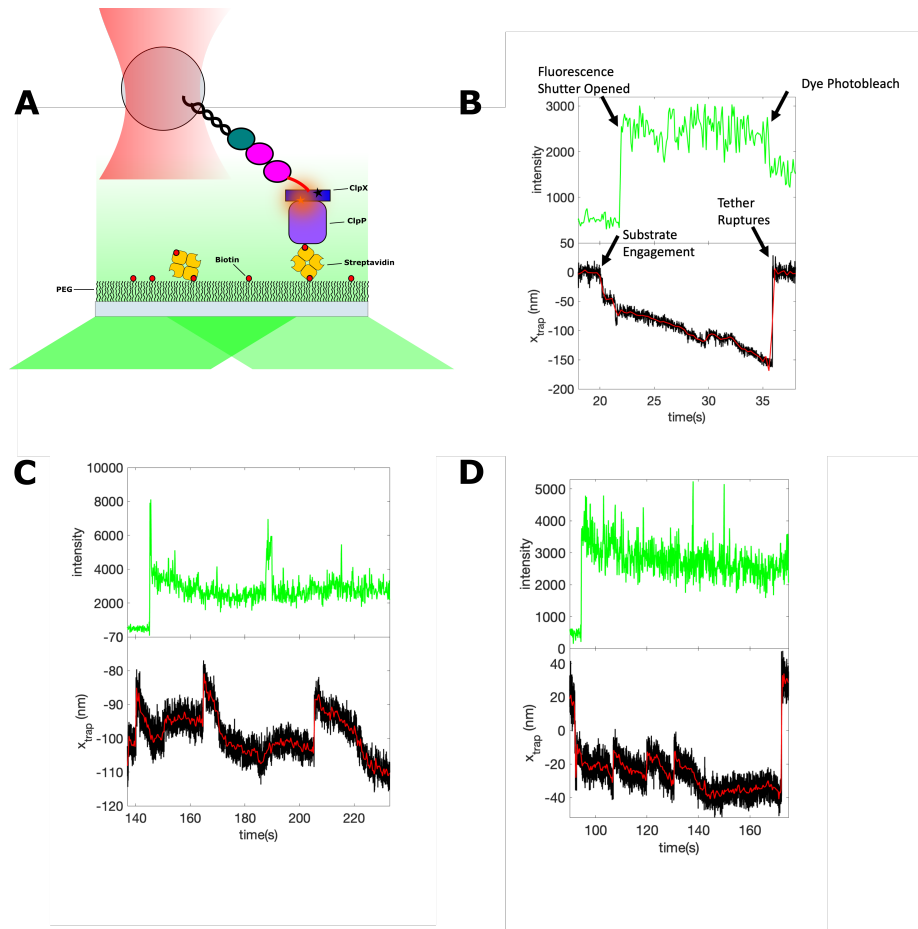 A
ClpX
ClpP
Biotin
Streptavidin
PEG
B
Fluorescence
Shutter Opened
Dye Photobleach
3000
2000
1000
intensity
Substrate
Engagement
Tether
Ruptures
50
0
-50
-100
-150
-200
xtrap (nm)
20
25
30
35
time(s)
C
10000
8000
6000
4000
2000
intensity
-70
-80
-90
-100
-110
-120
xtrap (nm)
140
160
180
200
220
time(s)
D
5000
4000
3000
2000
1000
0
intensity
40
20
0
-20
-40
xtrap (nm)
100
120
140
160
time(s)